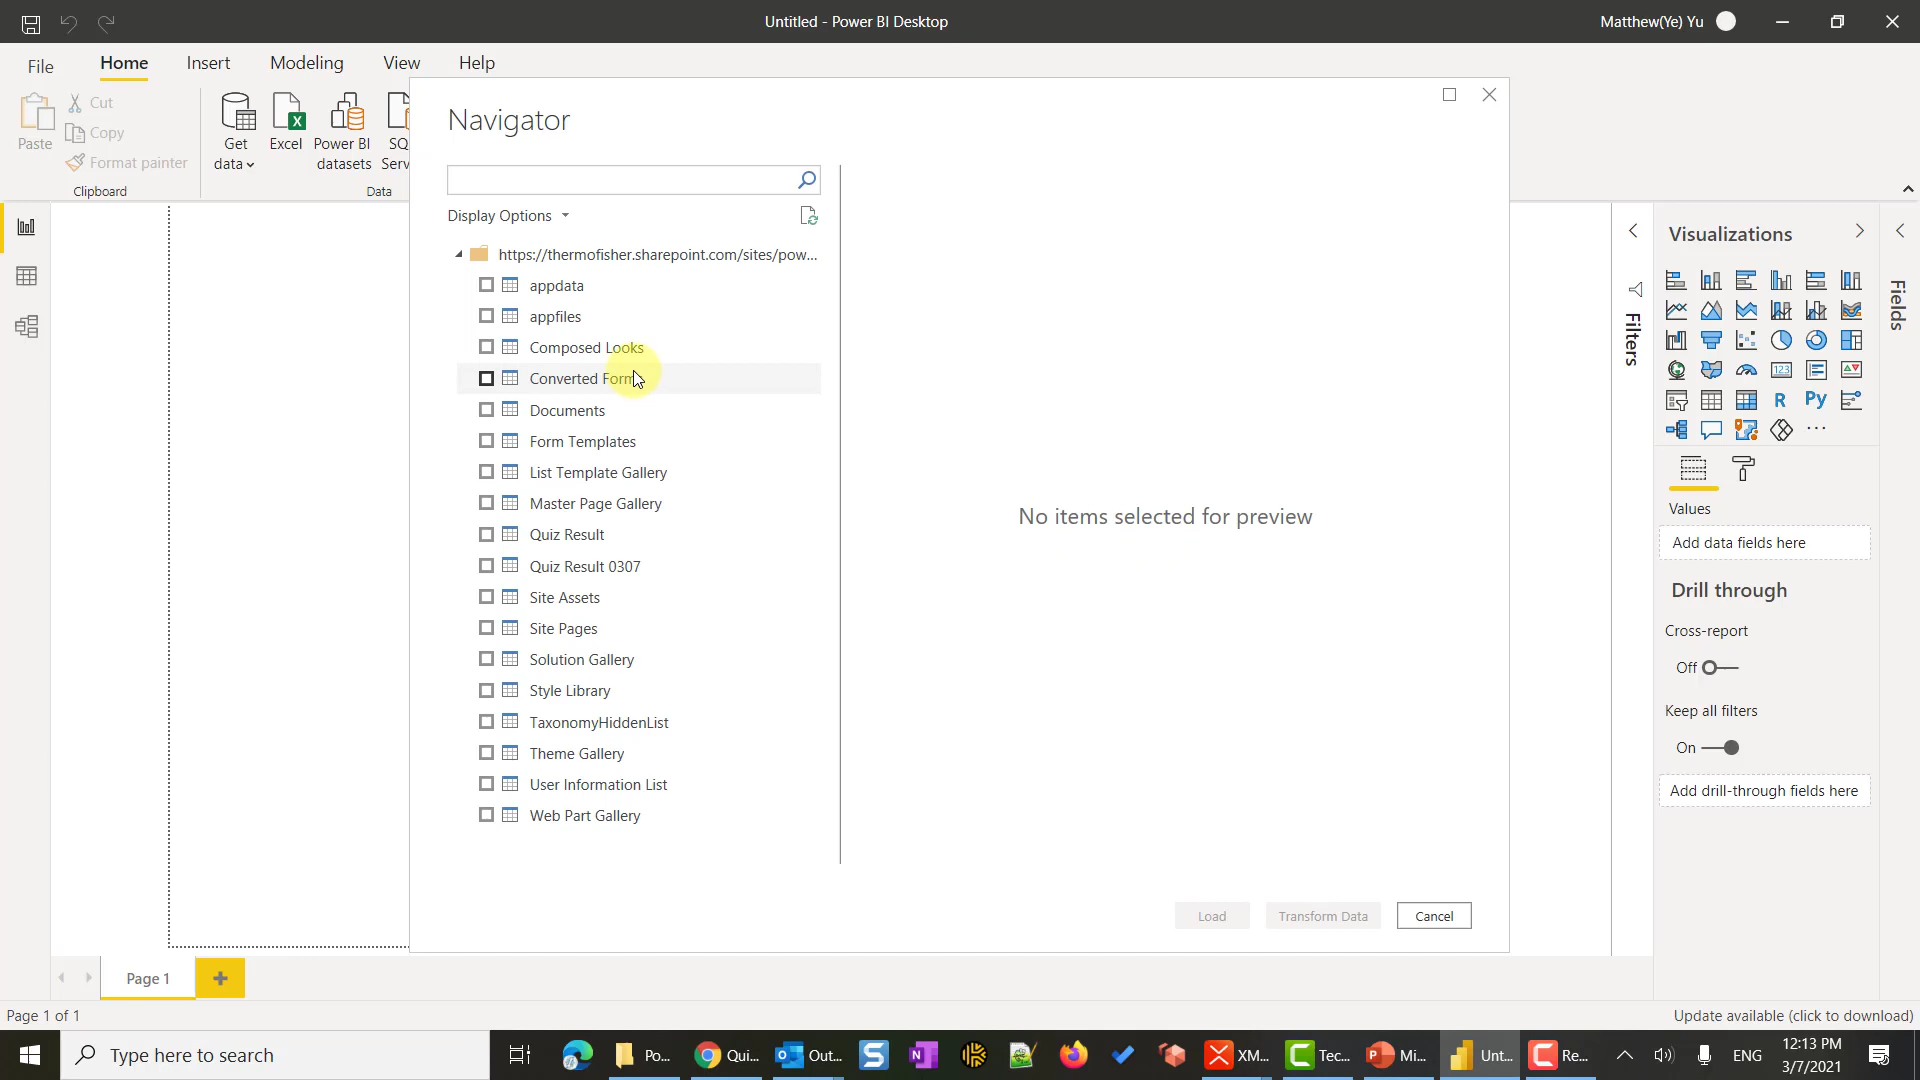 Untitled - Power BI Desktop
Matthew(Ye) Yu
File
Home
Insert
Modeling
View
Help
Paste
Cut
Copy
Format painter
Clipboard
Get
data
Excel
Power BI
datasets
SQ
Serv
Data
Navigator
Display Options
https://thermofisher.sharepoint.com/sites/pow...
appdata
appfiles
Composed Looks
Converted Form
Documents
Form Templates
List Template Gallery
Master Page Gallery
Quiz Result
Quiz Result 0307
Site Assets
Site Pages
Solution Gallery
Style Library
TaxonomyHiddenList
Theme Gallery
User Information List
Web Part Gallery
No items selected for preview
Load
Transform Data
Cancel
Filters
Visualizations
123
R
Py
Values
Add data fields here
Drill through
Cross-report
Off
Keep all filters
On
Add drill-through fields here
Fields
Page 1
Page 1 of 1
Update available (click to download)
Type here to search
Po...
Qui...
Out...
XM...
Tec...
Mi...
Unt...
Re...
ENG
12:13 PM
3/7/2021